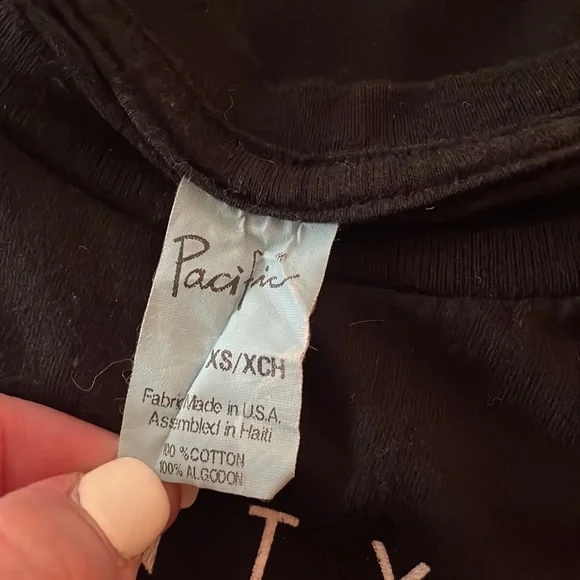 Pacific®
XS/XCH
Fabric Made in U.S.A.
Assembled in Haiti
100 %COTTON
100% ALGODON
T Y